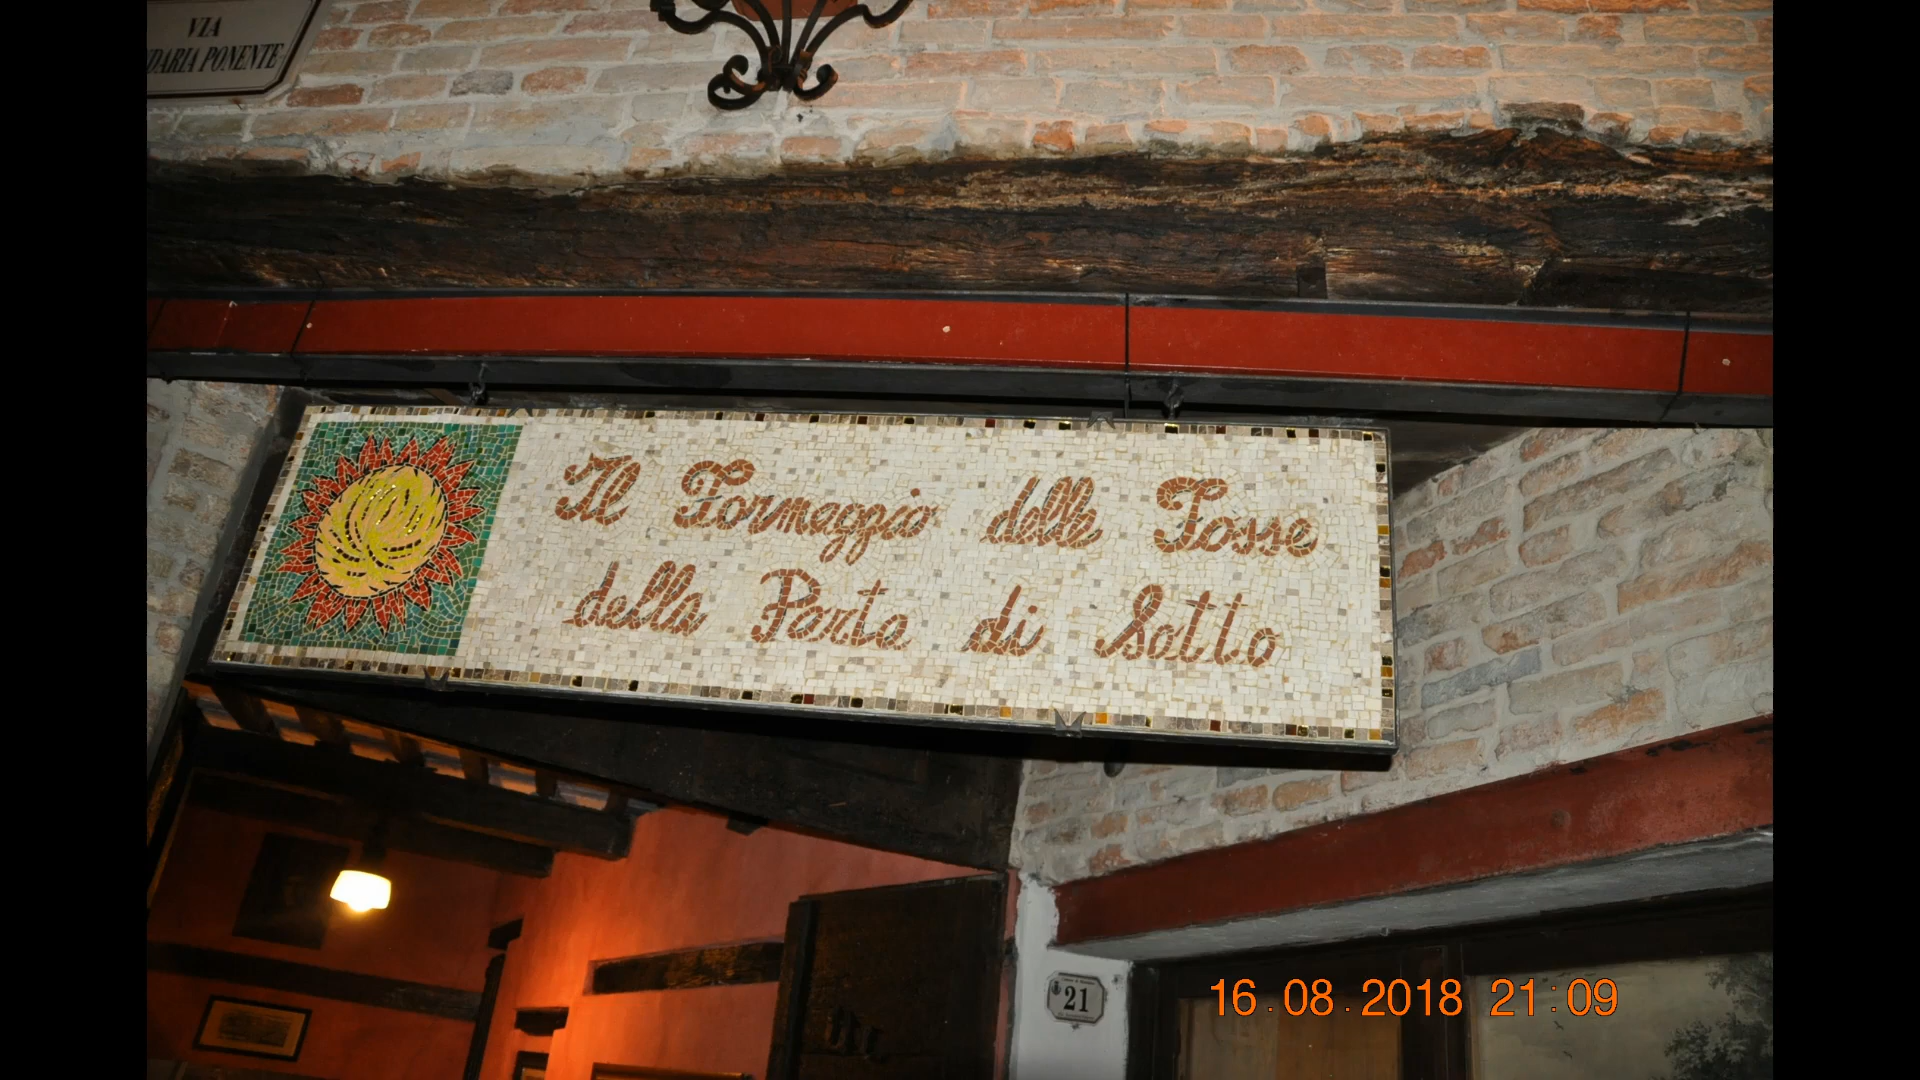 VIA
DARIA PONENTE
Il Formaggio delle Fosse
della Porta di Sotto
21
16.08.2018 21:09